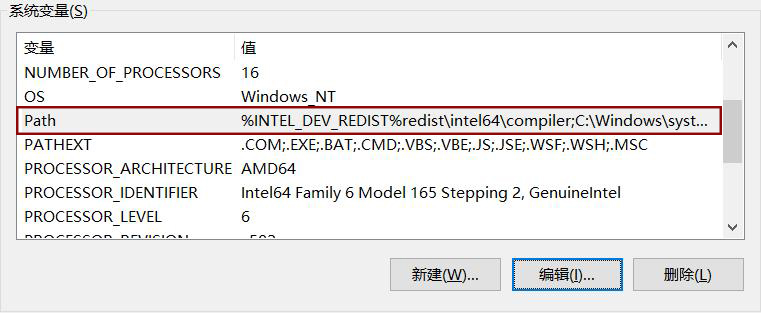 系统变量(S)
变量 值
NUMBER_OF_PROCESSORS 16
OS Windows_NT
Path %INTEL_DEV_REDIST%redist\intel64\compiler;C:\Windows\syst...
PATHEXT .COM;.EXE;.BAT;.CMD;.VBS;.VBE;.JS;.JSE;.WSF;.WSH;.MSC
PROCESSOR_ARCHITECTURE AMD64
PROCESSOR_IDENTIFIER Intel64 Family 6 Model 165 Stepping 2, GenuineIntel
PROCESSOR_LEVEL 6
新建(W)... 编辑(I)... 删除(L)